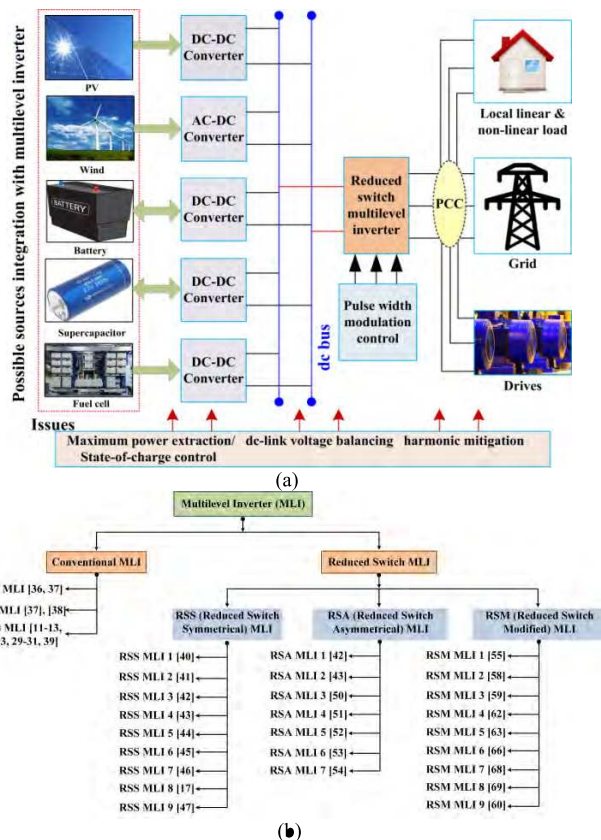 Possible sources integration with multilevel inverter
PV
Wind
BATTERY
Battery
Supercapacitor
Fuel cell
DC-DC
Converter
AC-DC
Converter
DC-DC
Converter
DC-DC
Converter
DC-DC
Converter
dc bus
Reduced
switch
multilevel
inverter
Pulse width
modulation
control
PCC
Local linear &
non-linear load
Grid
Drives
Issues
Maximum power extraction/
State-of-charge control
dc-link voltage balancing
harmonic mitigation
(a)
Multilevel Inverter (MLI)
Conventional MLI
MLI [36, 37]
MLI [37], [38]
MLI [11-13,
3, 29-31, 39]
Reduced Switch MLI
RSS (Reduced Switch
Symmetrical) MLI
RSS MLI 1 [40]
RSS MLI 2 [41]
RSS MLI 3 [42]
RSS MLI 4 [43]
RSS MLI 5 [44]
RSS MLI 6 [45]
RSS MLI 7 [46]
RSS MLI 8 [17]
RSS MLI 9 [47]
RSA (Reduced Switch
Asymmetrical) MLI
RSA MLI 1 [42]
RSA MLI 2 [43]
RSA MLI 3 [50]
RSA MLI 4 [51]
RSA MLI 5 [52]
RSA MLI 6 [53]
RSA MLI 7 [54]
RSM (Reduced Switch
Modified) MLI
RSM MLI 1 [55]
RSM MLI 2 [58]
RSM MLI 3 [59]
RSM MLI 4 [62]
RSM MLI 5 [63]
RSM MLI 6 [66]
RSM MLI 7 [68]
RSM MLI 8 [69]
RSM MLI 9 [60]
(b)